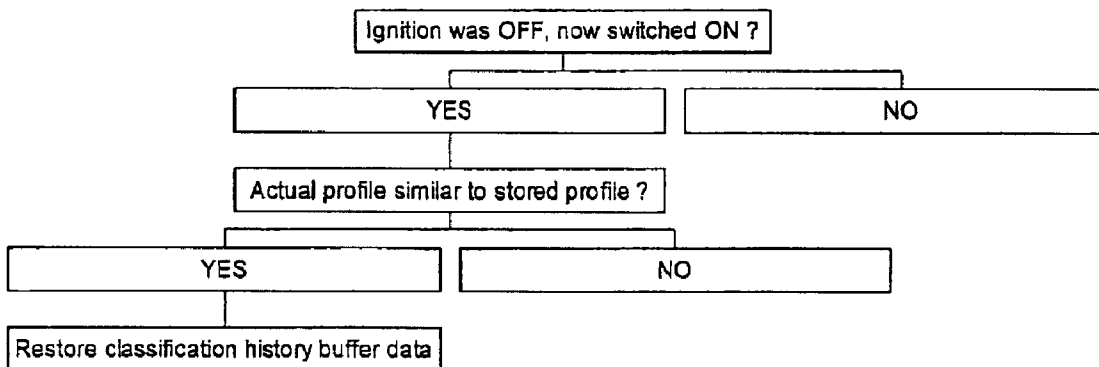 Ignition was OFF, now switched ON ?
YES
NO
Actual profile similar to stored profile ?
YES
NO
Restore classification history buffer data